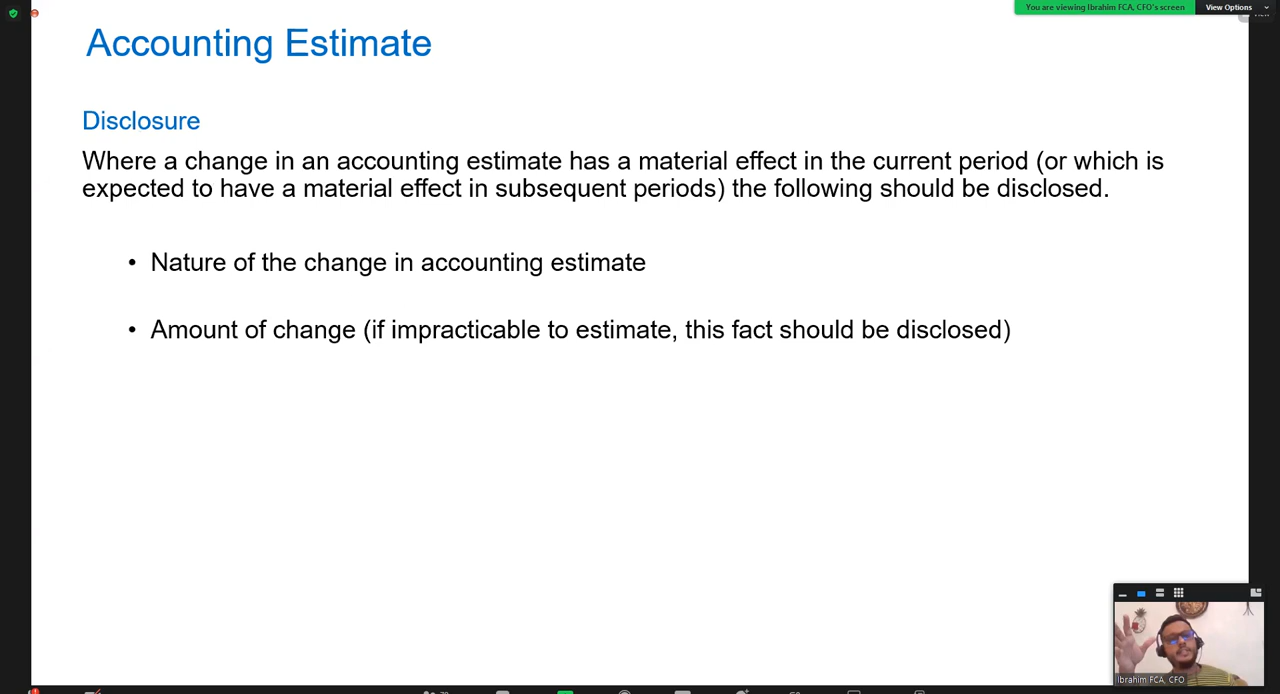 You are viewing Ibrahim FCA, CFO's screen
View Options
Accounting Estimate
Disclosure
Where a change in an accounting estimate has a material effect in the current period (or which is
expected to have a material effect in subsequent periods) the following should be disclosed.
• Nature of the change in accounting estimate
• Amount of change (if impracticable to estimate, this fact should be disclosed)
Ibrahim FCA, CFO